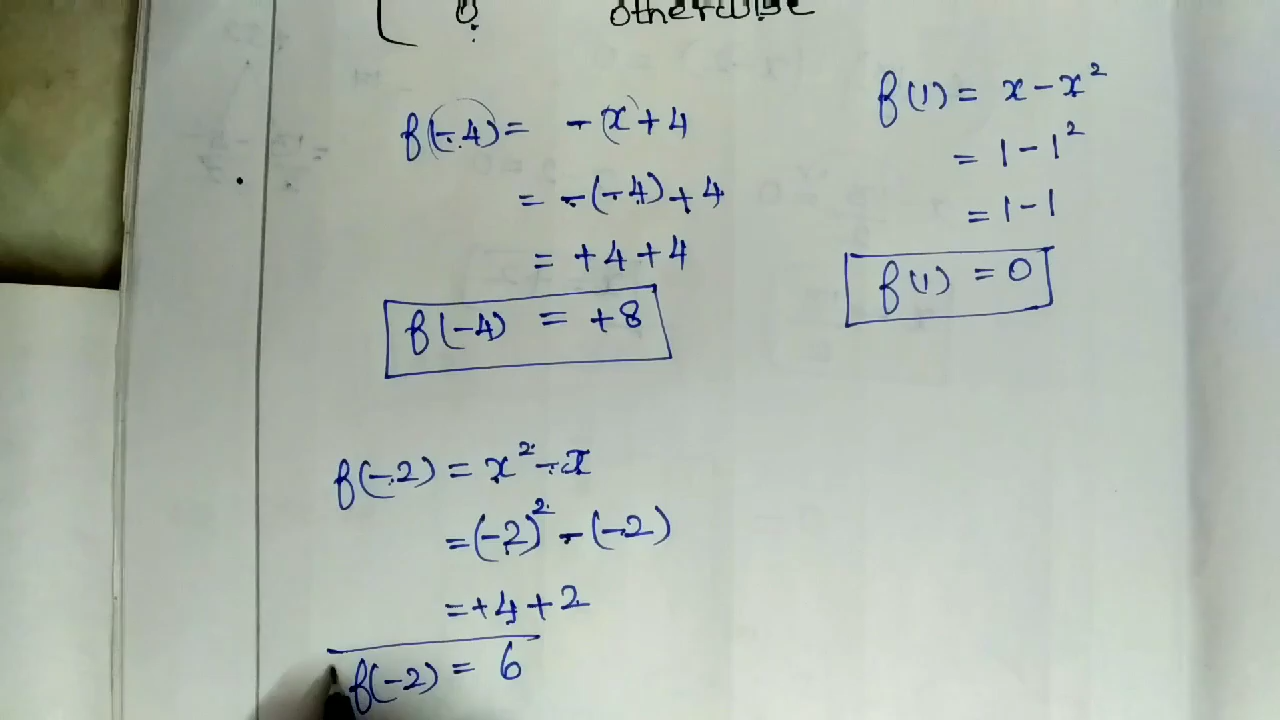 0 otherwise
f(-4) = -(x)+4
= -(-4)+4
= +4+4
f(-4) = +8
f(1) = x-x²
= 1-1²
= 1-1
f(1) = 0
f(-2) = x²-x
= (-2)² - (-2)
= +4+2
f(-2) = 6